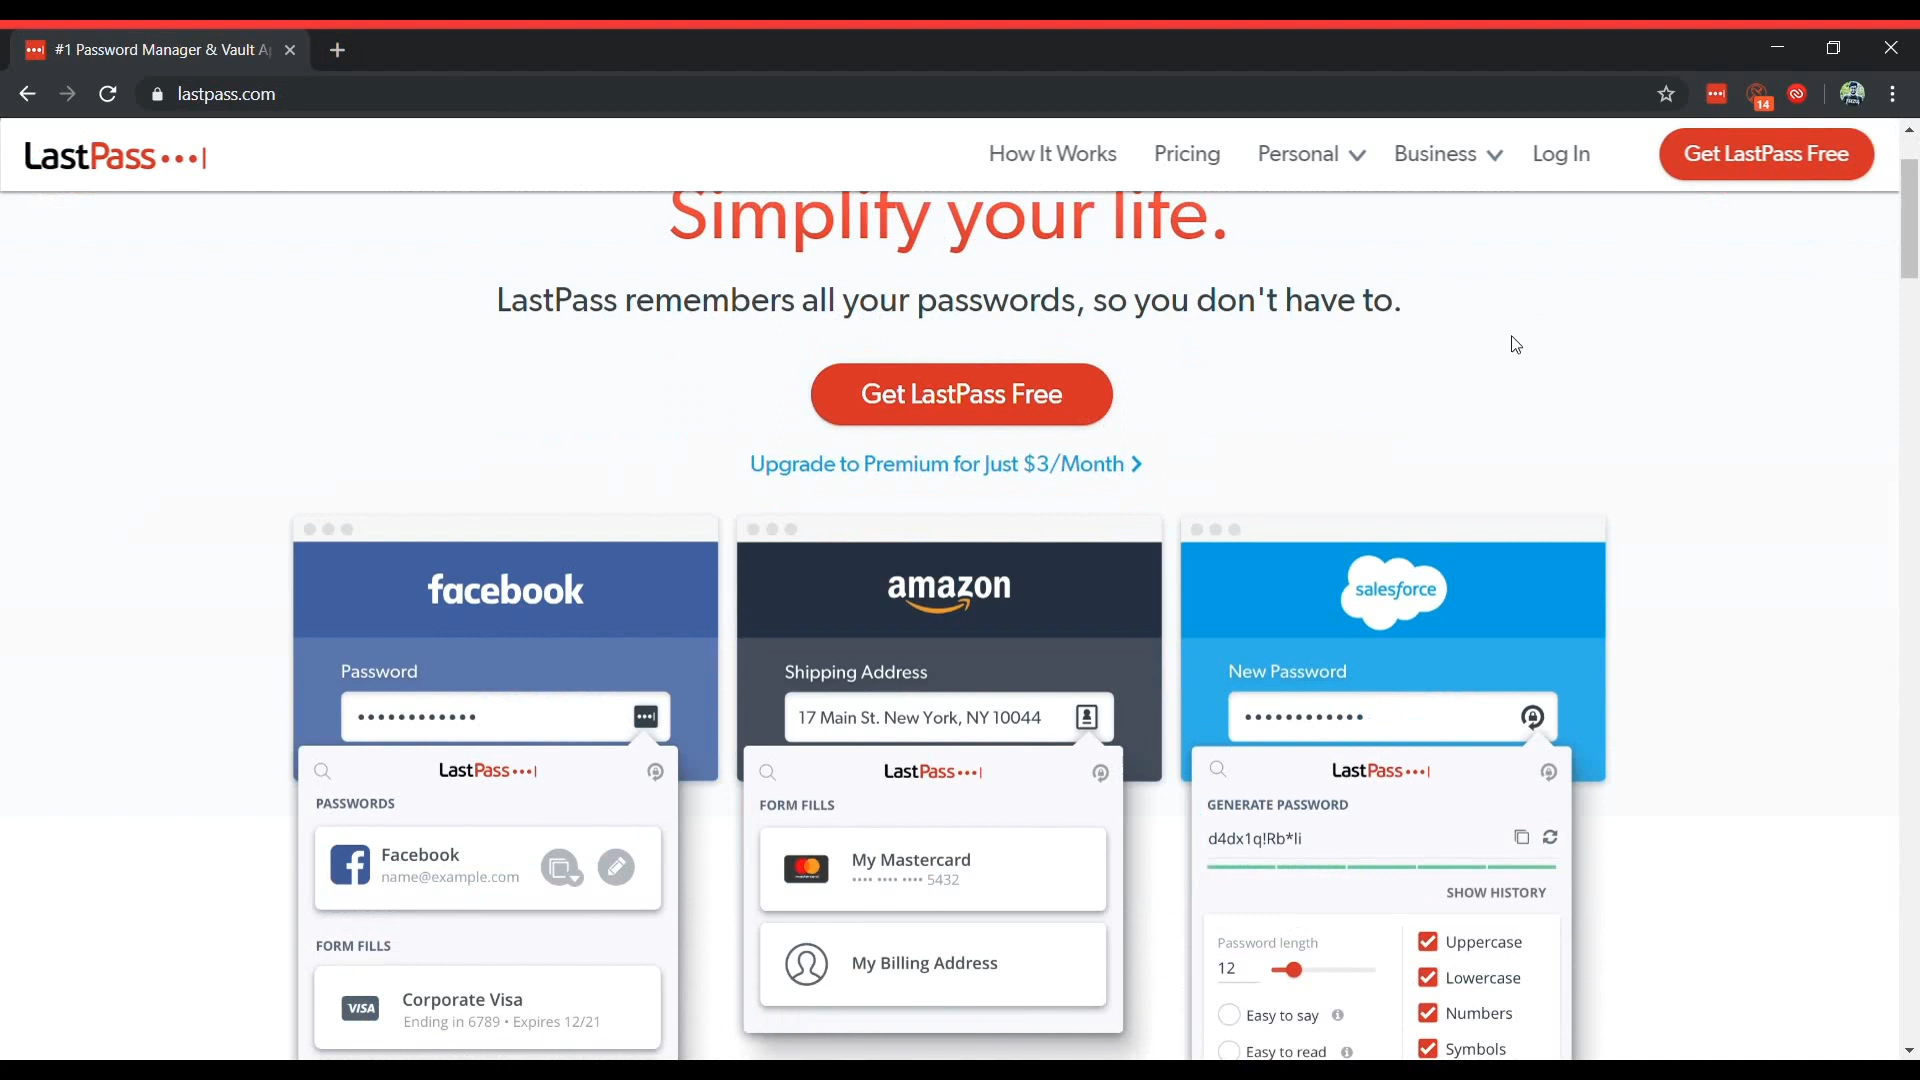 #1 Password Manager & Vault A
lastpass.com
14
LastPass
How It Works
Pricing
Personal
Business
Log In
Get LastPass Free
Simplify your life.
LastPass remembers all your passwords, so you don't have to.
Get LastPass Free
Upgrade to Premium for Just $3/Month
facebook
Password
LastPass
PASSWORDS
Facebook
name@example.com
FORM FILLS
VISA
Corporate Visa
Ending in 6789 • Expires 12/21
amazon
Shipping Address
17 Main St. New York, NY 10044
LastPass
FORM FILLS
My Mastercard
•••• •••• •••• 5432
My Billing Address
salesforce
New Password
LastPass
GENERATE PASSWORD
d4dx1q!Rb*li
SHOW HISTORY
Password length
12
Easy to say
Easy to read
Uppercase
Lowercase
Numbers
Symbols